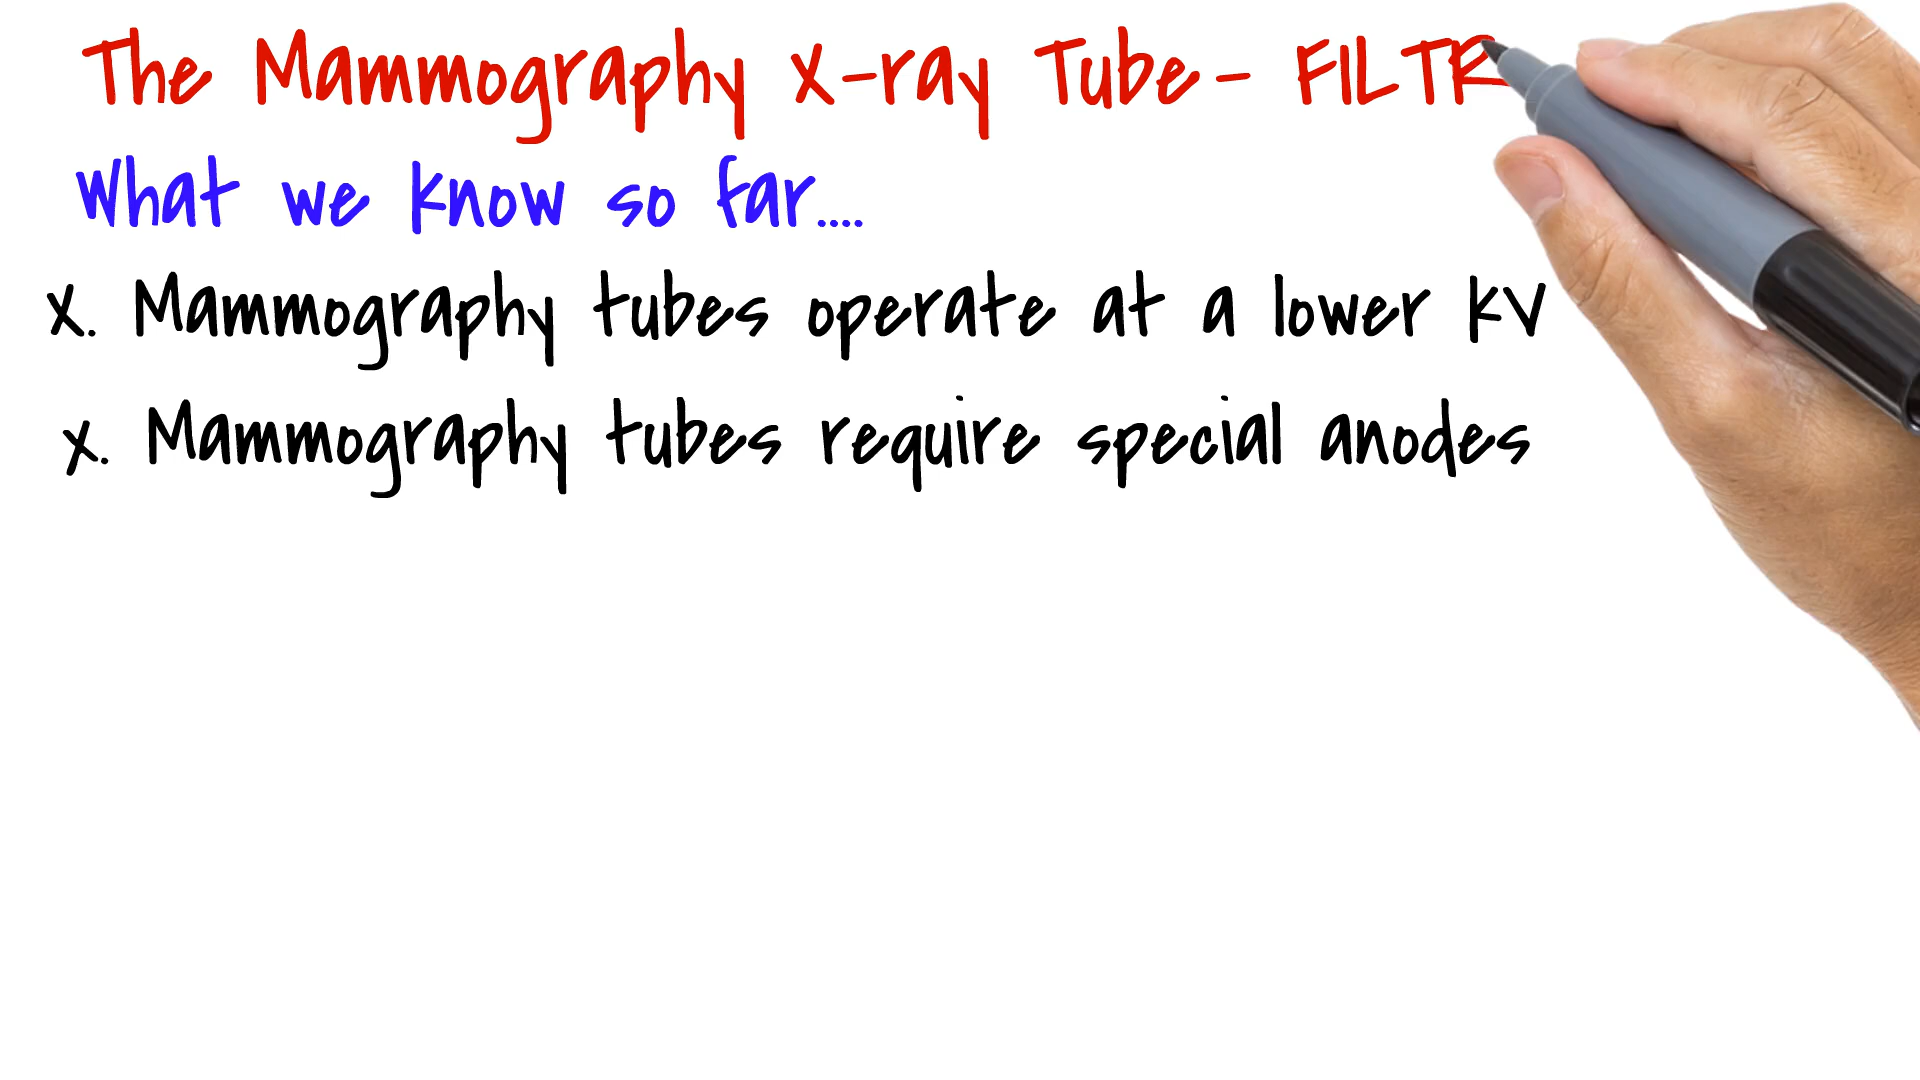 The Mammography X-ray Tube - FILTR
What we know so far....
x. Mammography tubes operate at a lower kV
x. Mammography tubes require special anodes